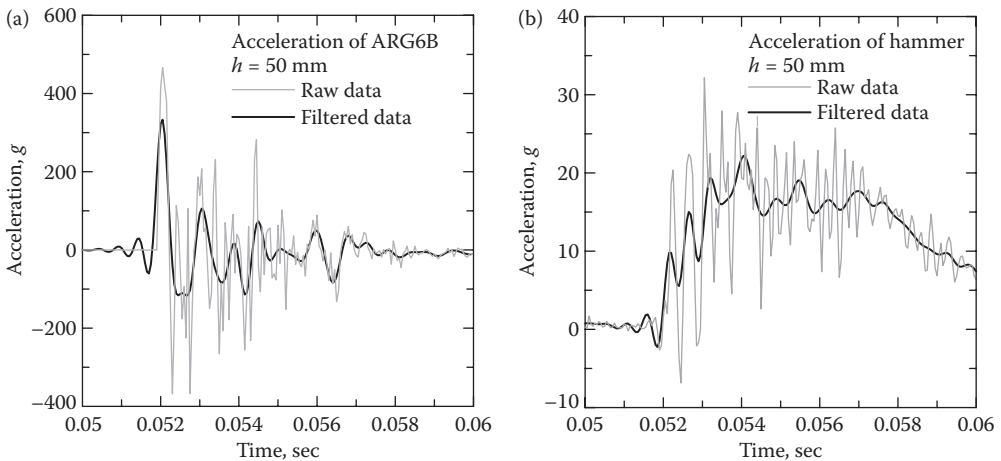 (a)
600
400
200
0
−200
−400
Acceleration, g
Acceleration of ARG6B
h = 50 mm
Raw data
Filtered data
0.05 0.052 0.054 0.056 0.058 0.06
Time, sec
(b)
40
30
20
10
0
−10
Acceleration, g
Acceleration of hammer
h = 50 mm
Raw data
Filtered data
0.05 0.052 0.054 0.056 0.058 0.06
Time, sec